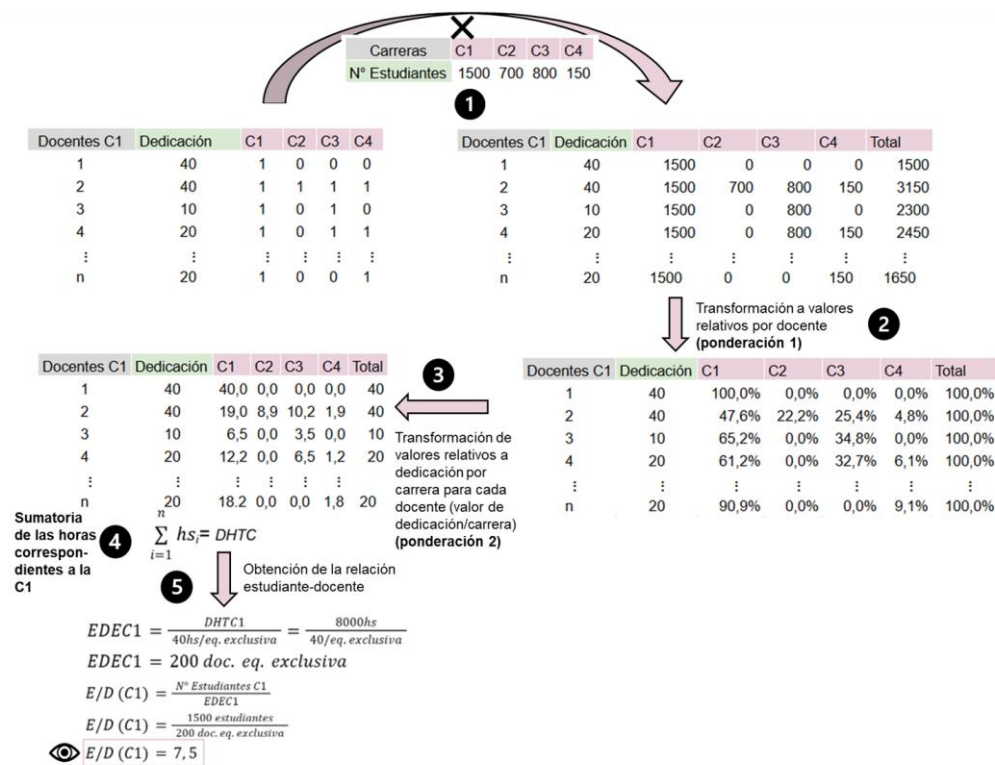 Carreras C1 C2 C3 C4
N° Estudiantes 1500 700 800 150
1
Docentes C1 Dedicación C1 C2 C3 C4
1 40 1 0 0 0
2 40 1 1 1 1
3 10 1 0 1 0
4 20 1 0 1 1
⋮ ⋮ ⋮ ⋮ ⋮ ⋮
n 20 1 0 0 1
Docentes C1 Dedicación C1 C2 C3 C4 Total
1 40 1500 0 0 0 1500
2 40 1500 700 800 150 3150
3 10 1500 0 800 0 2300
4 20 1500 0 800 150 2450
⋮ ⋮ ⋮ ⋮ ⋮ ⋮ ⋮
n 20 1500 0 0 150 1650
Transformación a valores
relativos por docente
(ponderación 1)
2
Docentes C1 Dedicación C1 C2 C3 C4 Total
1 40 100,0% 0,0% 0,0% 0,0% 100,0%
2 40 47,6% 22,2% 25,4% 4,8% 100,0%
3 10 65,2% 0,0% 34,8% 0,0% 100,0%
4 20 61,2% 0,0% 32,7% 6,1% 100,0%
⋮ ⋮ ⋮ ⋮ ⋮ ⋮ ⋮
n 20 90,9% 0,0% 0,0% 9,1% 100,0%
3
Transformación de
valores relativos a
dedicación por
carrera para cada
docente (valor de
dedicación/carrera)
(ponderación 2)
Docentes C1 Dedicación C1 C2 C3 C4 Total
1 40 40,0 0,0 0,0 0,0 40
2 40 19,0 8,9 10,2 1,9 40
3 10 6,5 0,0 3,5 0,0 10
4 20 12,2 0,0 6,5 1,2 20
⋮ ⋮ ⋮ ⋮ ⋮ ⋮ ⋮
n 20 18.2 0,0 0,0 1,8 20
Sumatoria
de las horas
correspon-
dientes a la
C1
4
n
∑ hsᵢ= DHTC
i=1
5
Obtención de la relación
estudiante-docente
EDEC1 = DHTC1 / 40hs/eq. exclusiva = 8000hs / 40/eq. exclusiva
EDEC1 = 200 doc. eq. exclusiva
E/D (C1) = N° Estudiantes C1 / EDEC1
E/D (C1) = 1500 estudiantes / 200 doc. eq. exclusiva
E/D (C1) = 7,5